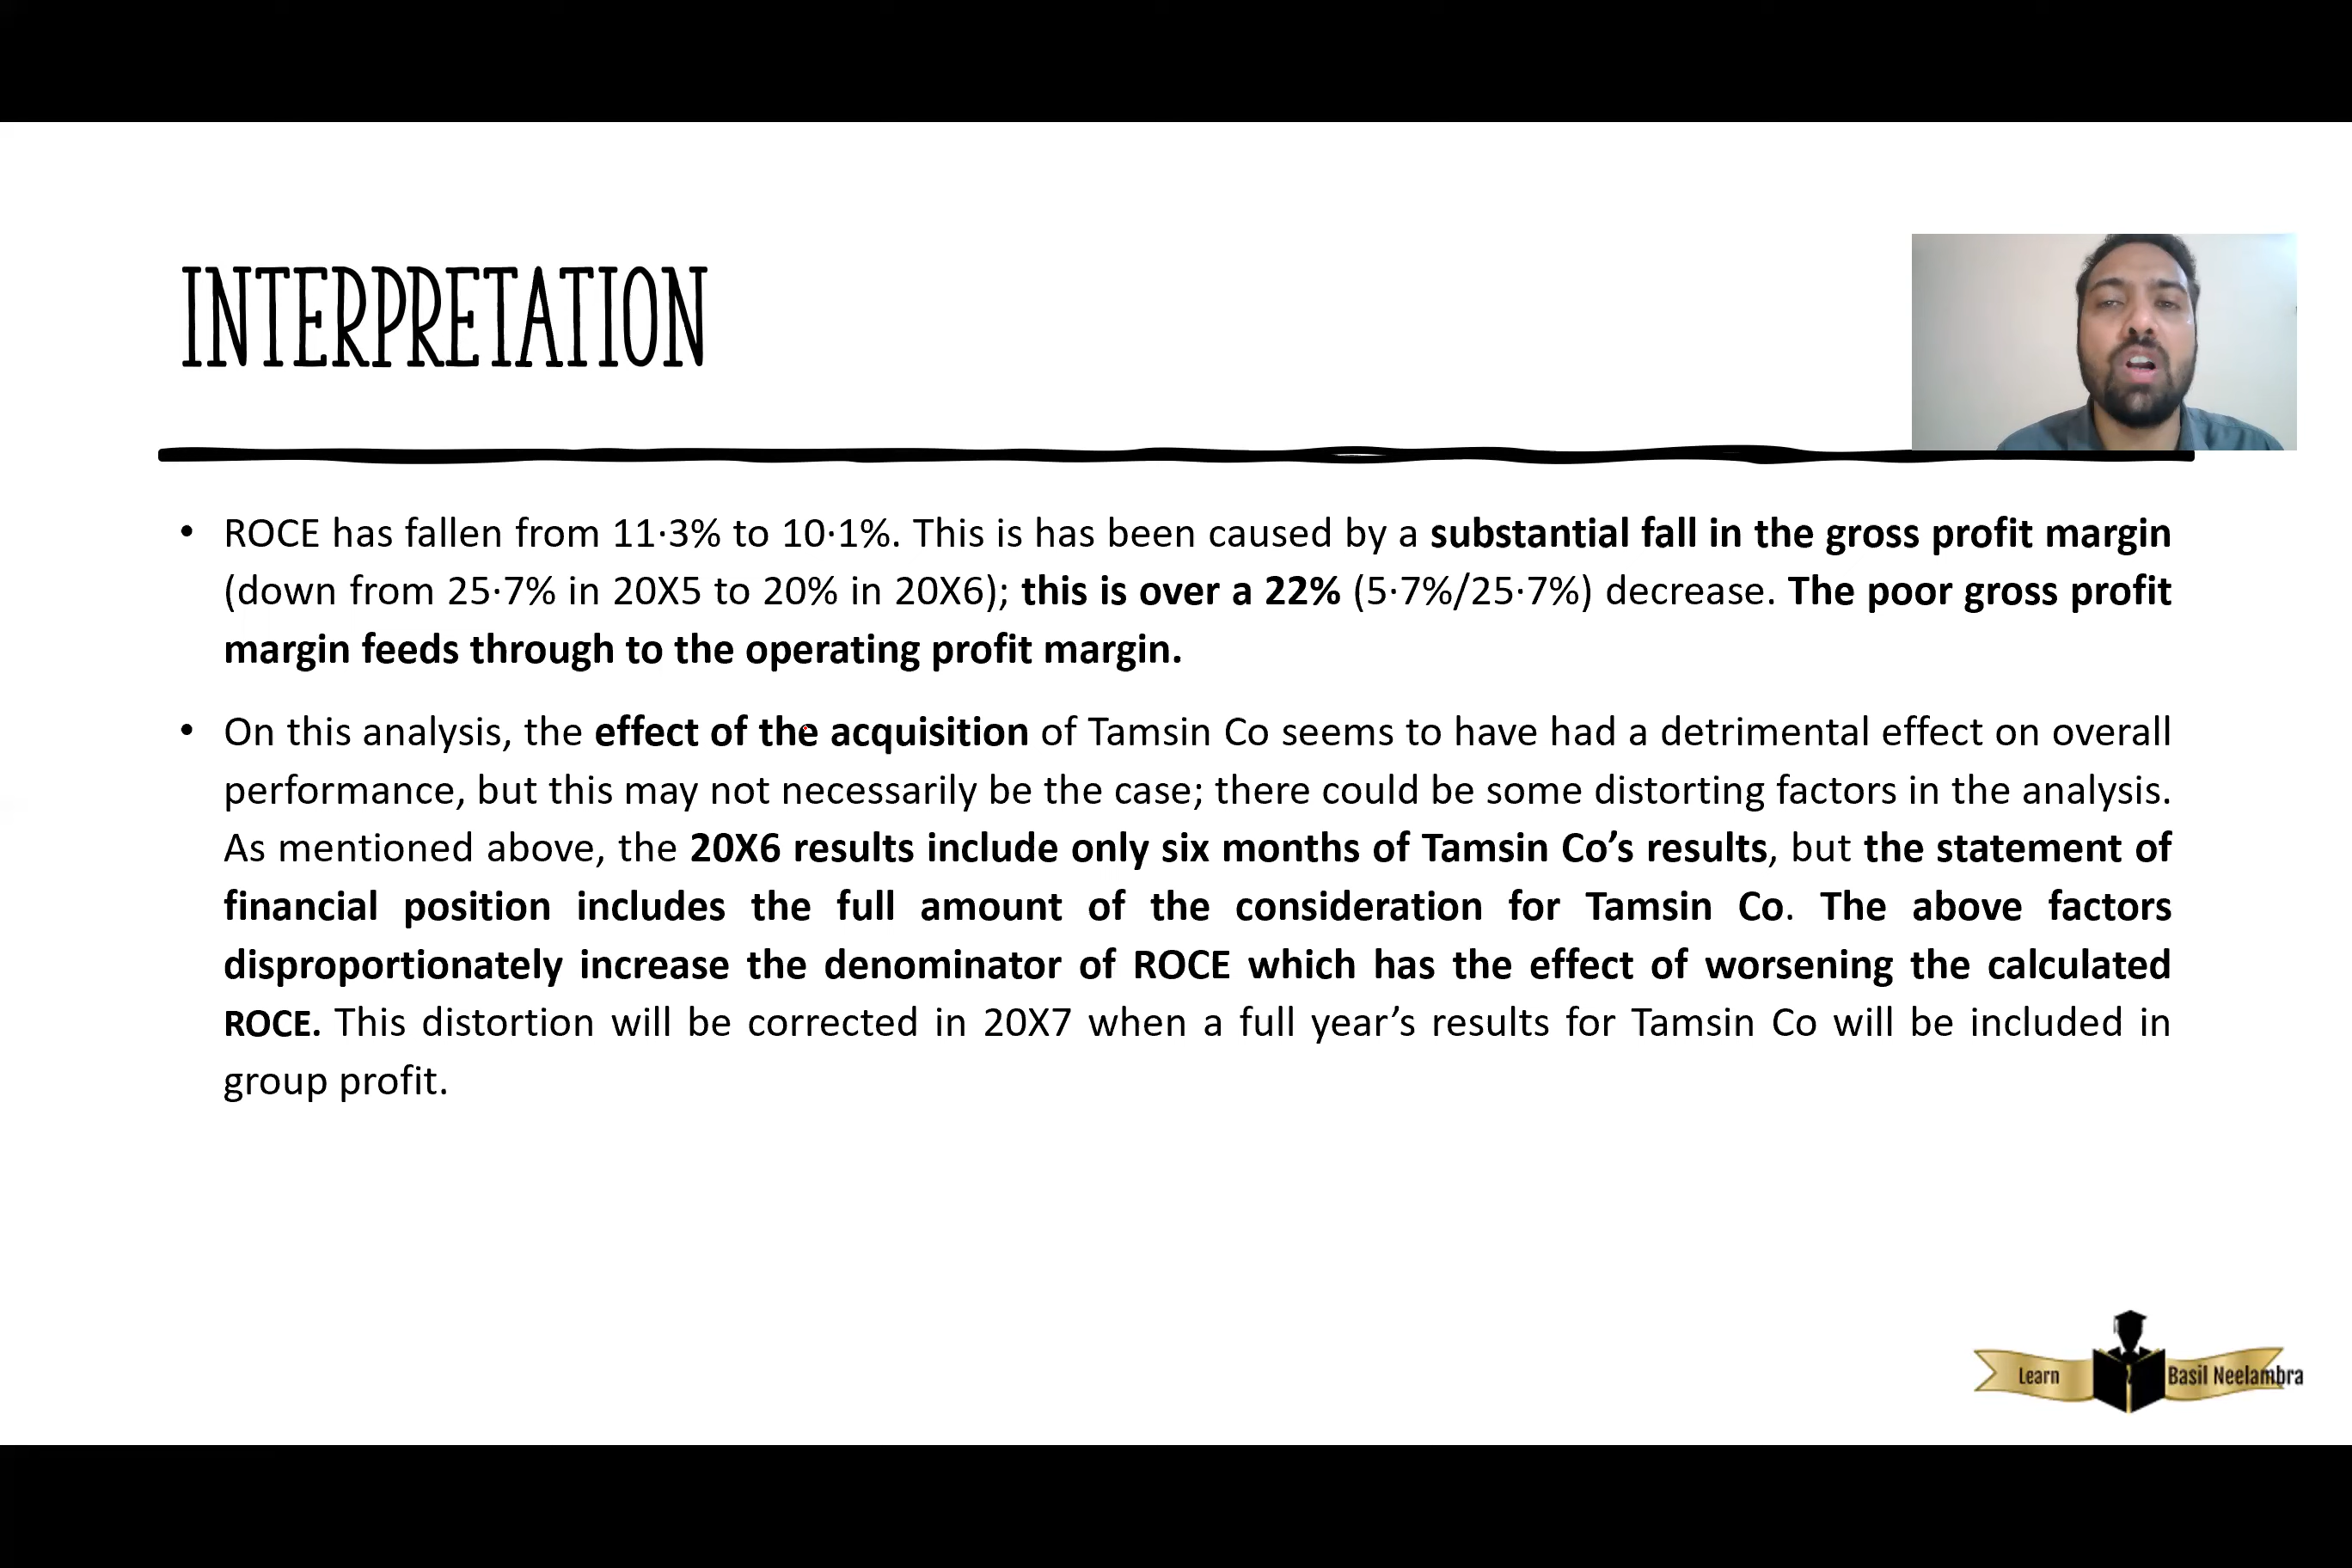 INTERPRETATION
• ROCE has fallen from 11·3% to 10·1%. This is has been caused by a substantial fall in the gross profit margin
(down from 25·7% in 20X5 to 20% in 20X6); this is over a 22% (5·7%/25·7%) decrease. The poor gross profit
margin feeds through to the operating profit margin.
• On this analysis, the effect of the acquisition of Tamsin Co seems to have had a detrimental effect on overall
performance, but this may not necessarily be the case; there could be some distorting factors in the analysis.
As mentioned above, the 20X6 results include only six months of Tamsin Co’s results, but the statement of
financial position includes the full amount of the consideration for Tamsin Co. The above factors
disproportionately increase the denominator of ROCE which has the effect of worsening the calculated
ROCE. This distortion will be corrected in 20X7 when a full year’s results for Tamsin Co will be included in
group profit.
Learn Basil Neelambra